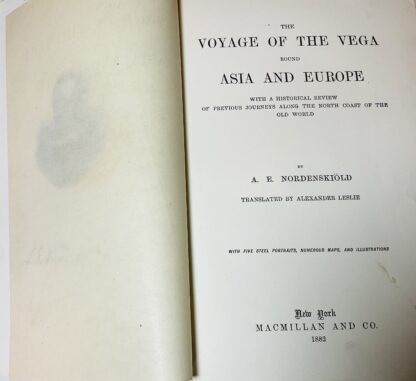 THE
VOYAGE OF THE VEGA
ROUND
ASIA AND EUROPE
WITH A HISTORICAL REVIEW
OF PREVIOUS JOURNEYS ALONG THE NORTH COAST OF THE
OLD WORLD
BY
A. E. NORDENSKIÖLD
TRANSLATED BY ALEXANDER LESLIE
WITH FIVE STEEL PORTRAITS, NUMEROUS MAPS, AND ILLUSTRATIONS
New York
MACMILLAN AND CO.
1882